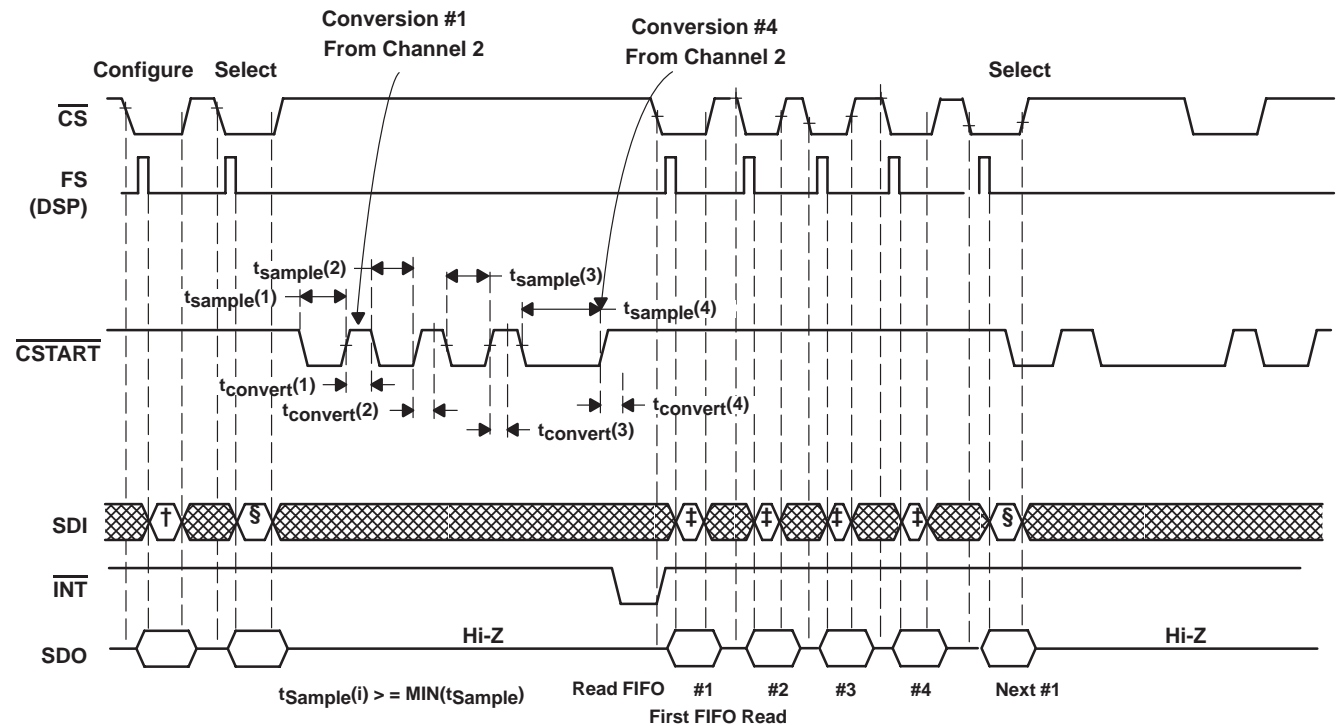 Conversion #1
From Channel 2
Conversion #4
From Channel 2
Configure
Select
Select
CS
FS
(DSP)
tsample(2)
tsample(1)
tsample(3)
tsample(4)
CSTART
tconvert(1)
tconvert(2)
tconvert(4)
tconvert(3)
SDI
†
§
‡
‡
‡
‡
§
INT
Hi-Z
Hi-Z
SDO
tSample(i) > = MIN(tSample)
Read FIFO
#1
#2
#3
#4
Next #1
First FIFO Read